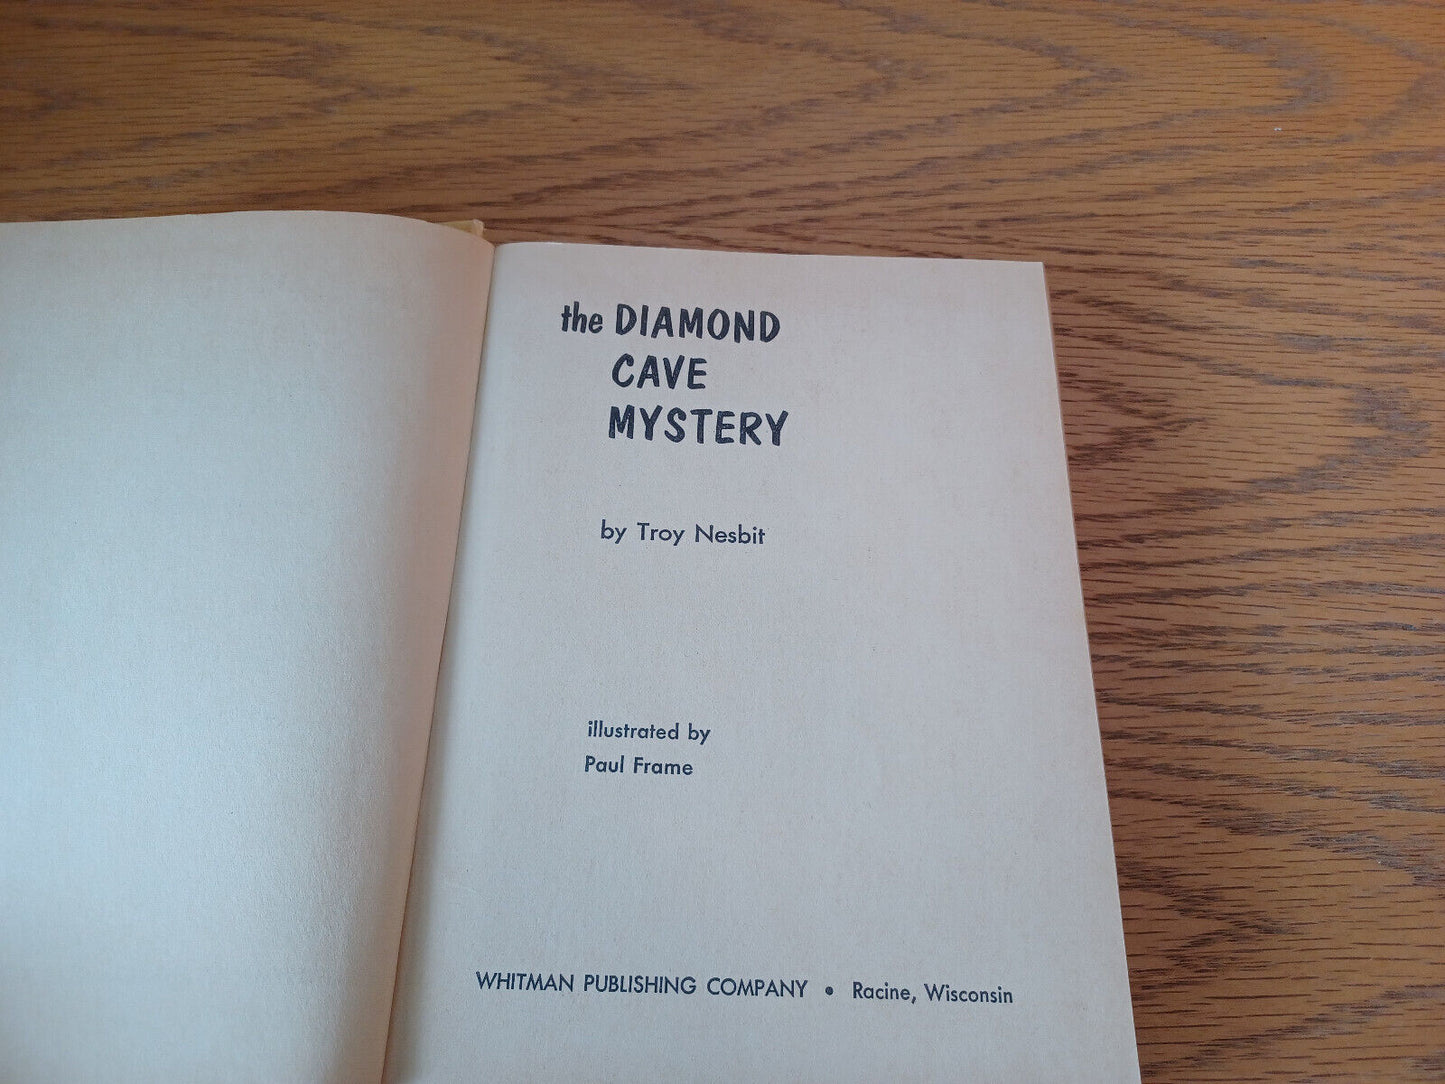 the DIAMOND
CAVE
MYSTERY
by Troy Nesbit
illustrated by
Paul Frame
WHITMAN PUBLISHING COMPANY • Racine, Wisconsin